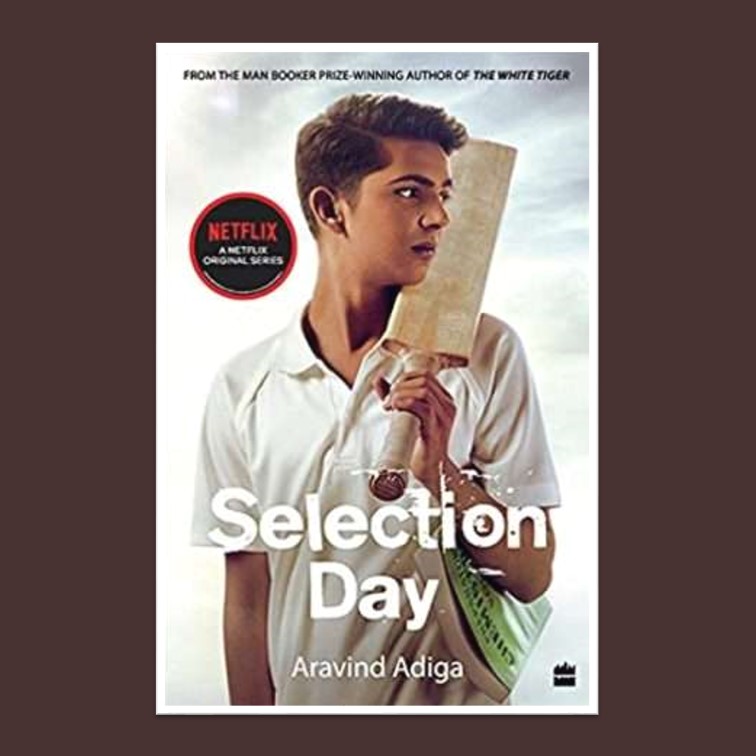 FROM THE MAN BOOKER PRIZE-WINNING AUTHOR OF THE WHITE TIGER
NETFLIX
A NETFLIX
ORIGINAL SERIES
Selection
Day
Aravind Adiga